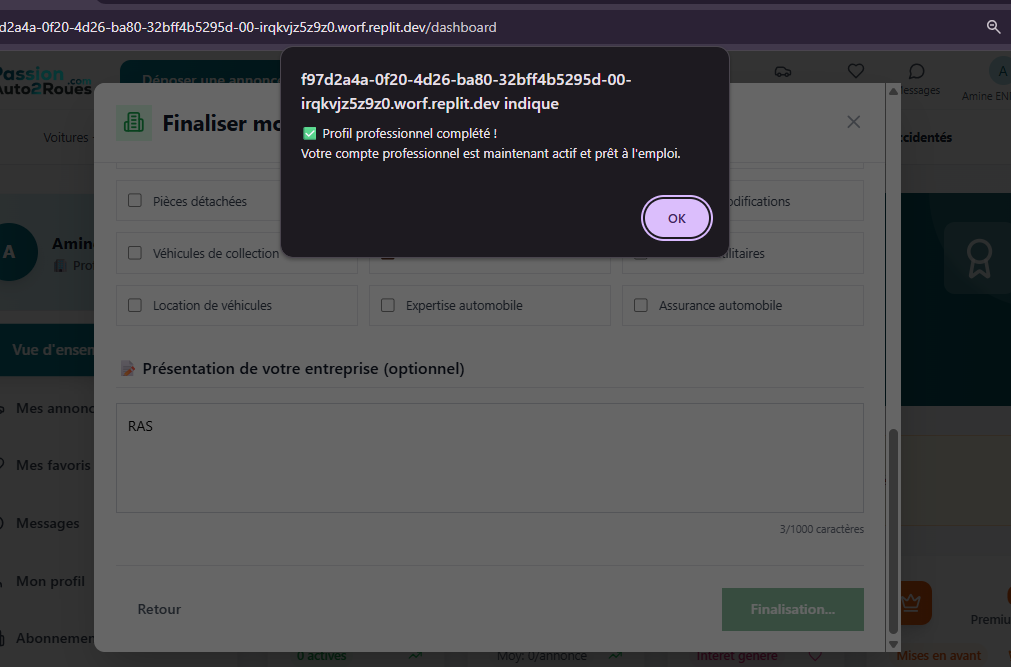 d2a4a-0f20-4d26-ba80-32bff4b5295d-00-irqkvjz5z9z0.worf.replit.dev/dashboard
f97d2a4a-0f20-4d26-ba80-32bff4b5295d-00-
irqkvjz5z9z0.worf.replit.dev indique
✅ Profil professionnel complété !
Votre compte professionnel est maintenant actif et prêt à l'emploi.
OK
Passion
Auto2Roues
.com
Déposer une annonce
essages
Amine EN
Voitures
ccidentés
A
Amine
Pro
Vue d'ensem
Mes annonc
Mes favoris
Messages
Mon profil
Abonnemen
Finaliser mo
Pièces détachées
odifications
Véhicules de collection
ilitaires
Location de véhicules
Expertise automobile
Assurance automobile
Présentation de votre entreprise (optionnel)
RAS
3/1000 caractères
Retour
Finalisation...
Premiu
0 actives
Moy: 0/annonce
Intérêt généré
Mises en avant